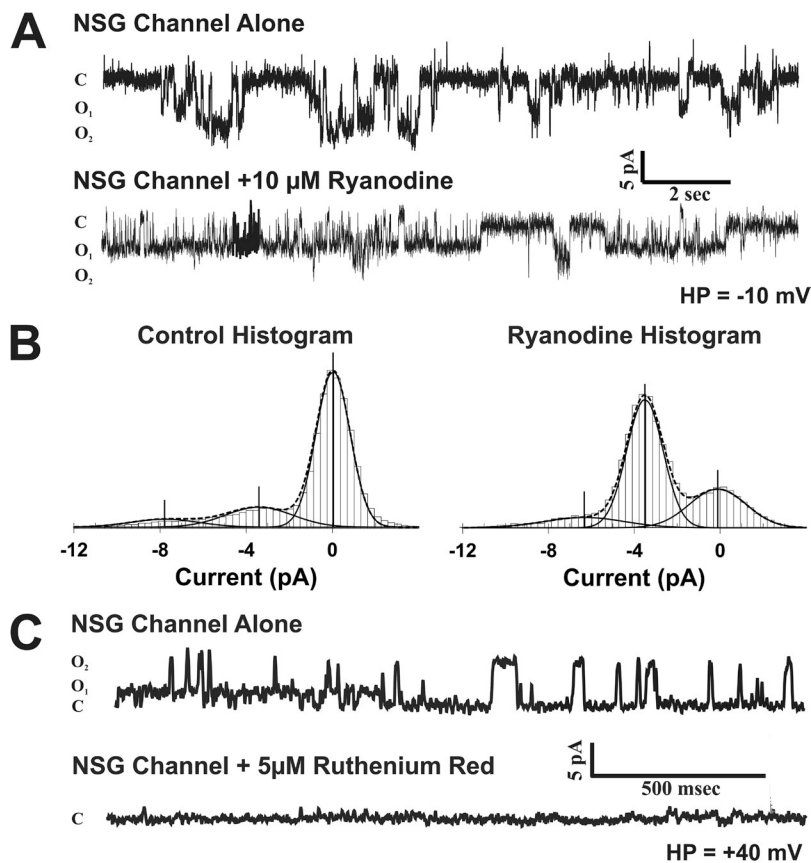 A
NSG Channel Alone
C
O₁
O₂
5 pA
2 sec
NSG Channel +10 µM Ryanodine
C
O₁
O₂
HP = -10 mV
B
Control Histogram
Ryanodine Histogram
-12 -8 -4 0
-12 -8 -4 0
Current (pA)
Current (pA)
C
NSG Channel Alone
O₂
O₁
C
NSG Channel + 5µM Ruthenium Red
5 pA
500 msec
C
HP = +40 mV